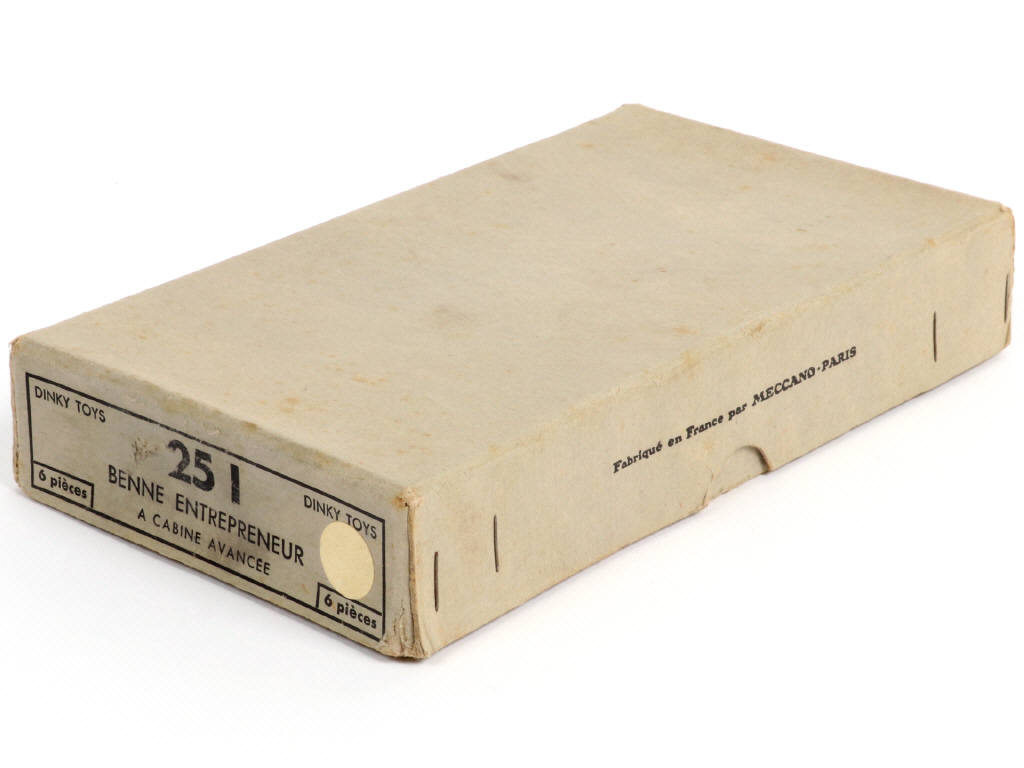 DINKY TOYS
25 I
BENNE ENTREPRENEUR
A CABINE AVANCÉE
6 pièces
DINKY TOYS
6 pièces
Fabriqué en France par MECCANO-PARIS